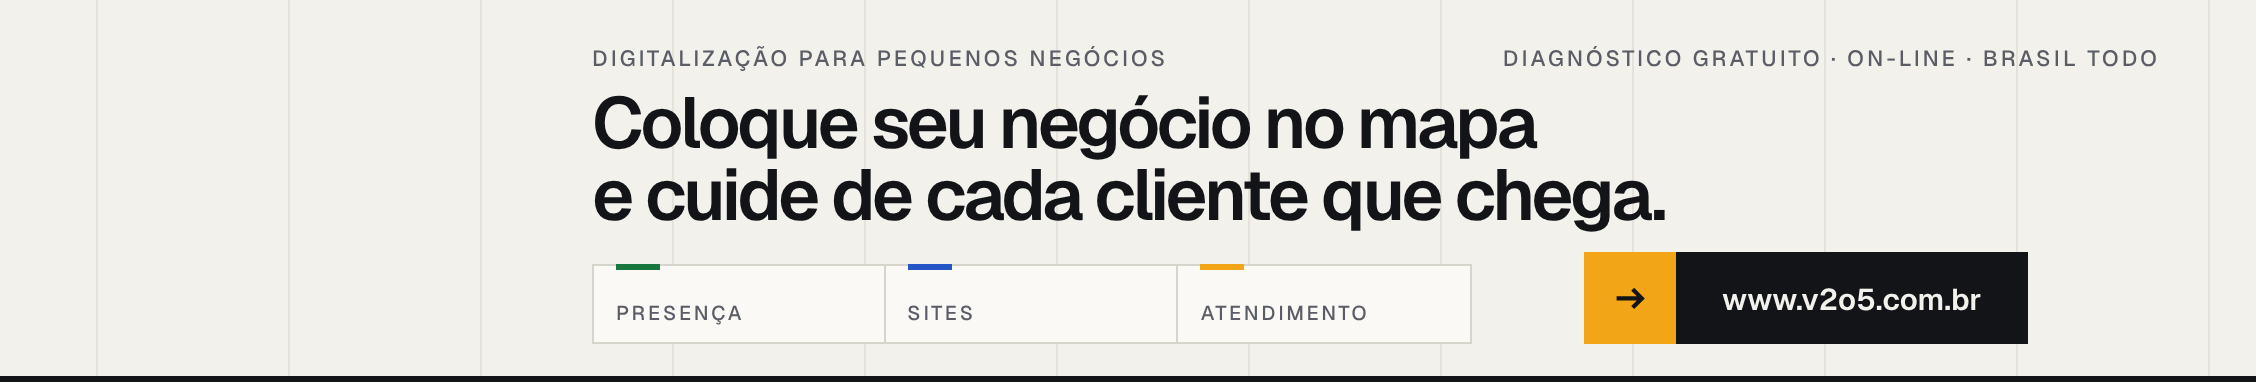 DIGITALIZAÇÃO PARA PEQUENOS NEGÓCIOS
DIAGNÓSTICO GRATUITO · ON-LINE · BRASIL TODO
Coloque seu negócio no mapa
e cuide de cada cliente que chega.
PRESENÇA
SITES
ATENDIMENTO
→ www.v2o5.com.br